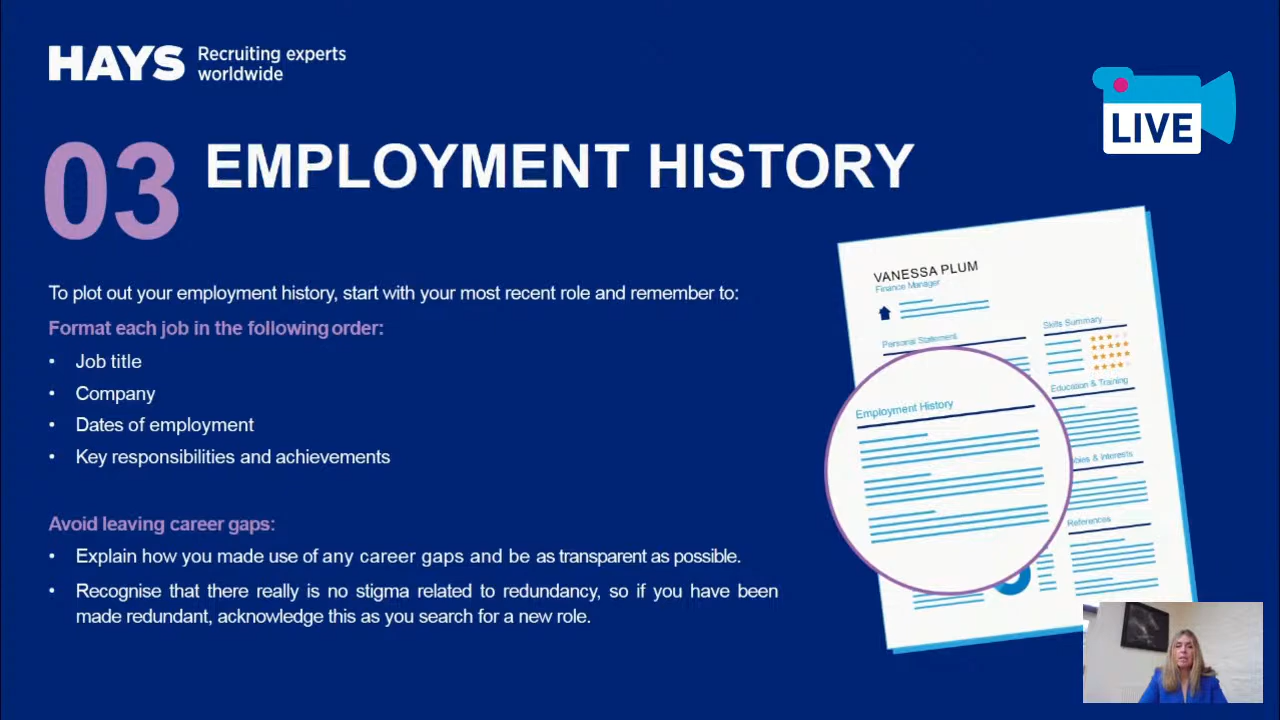 HAYS Recruiting experts
worldwide
LIVE
03 EMPLOYMENT HISTORY
To plot out your employment history, start with your most recent role and remember to:
Format each job in the following order:
• Job title
• Company
• Dates of employment
• Key responsibilities and achievements
Avoid leaving career gaps:
• Explain how you made use of any career gaps and be as transparent as possible.
• Recognise that there really is no stigma related to redundancy, so if you have been
made redundant, acknowledge this as you search for a new role.
VANESSA PLUM
Finance Manager
Personal Statement
Employment History
Skills Summary
Education & Training
& Interests
References